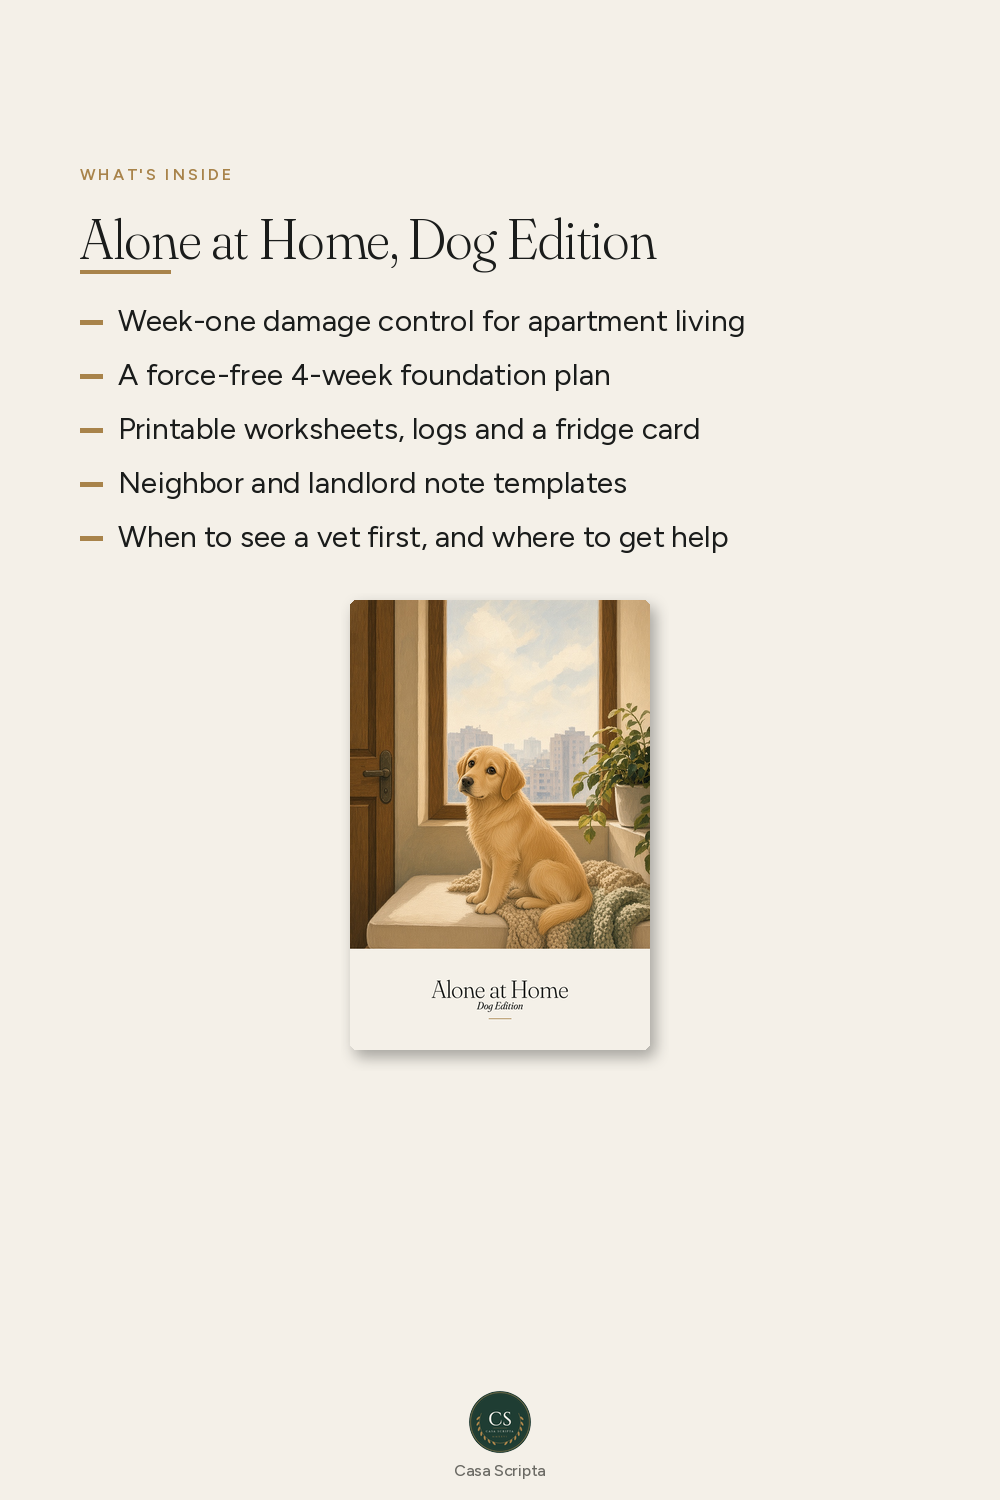 WHAT'S INSIDE
Alone at Home, Dog Edition
Week-one damage control for apartment living
A force-free 4-week foundation plan
Printable worksheets, logs and a fridge card
Neighbor and landlord note templates
When to see a vet first, and where to get help
Alone at Home
Dog Edition
CS
CASA SCRIPTA
Casa Scripta